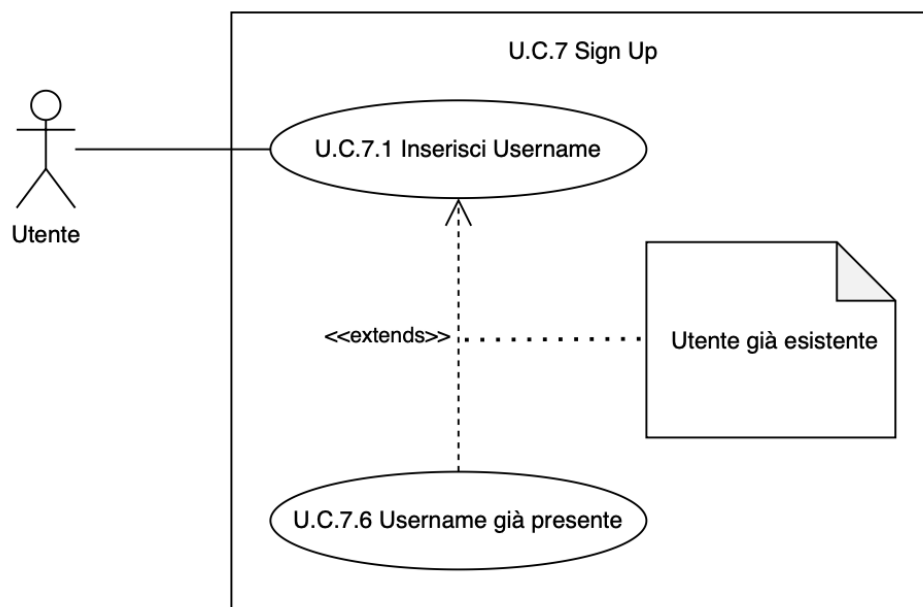 U.C.7 Sign Up
U.C.7.1 Inserisci Username
Utente
<<extends>>
Utente già esistente
U.C.7.6 Username già presente